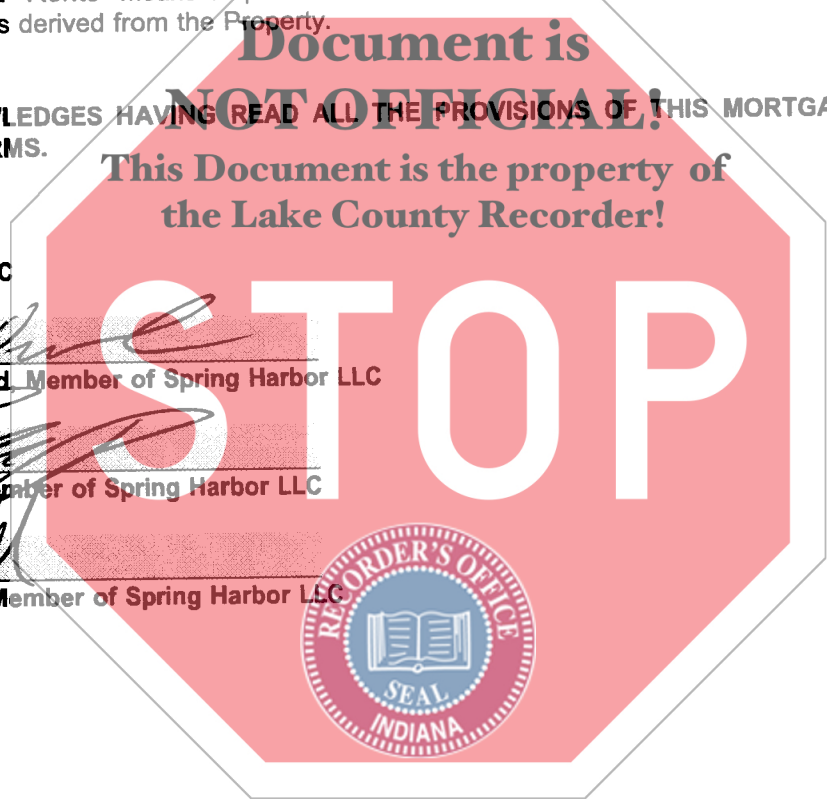 s derived from the Property.
Document is
NOT OFFICIAL!
LEDGES HAVING READ ALL THE PROVISIONS OF THIS MORTGA
RMS.
This Document is the property of
the Lake County Recorder!
C
STOP
d, Member of Spring Harbor LLC
mber of Spring Harbor LLC
Member of Spring Harbor LLC
RECORDER'S OFFICE
SEAL
INDIANA